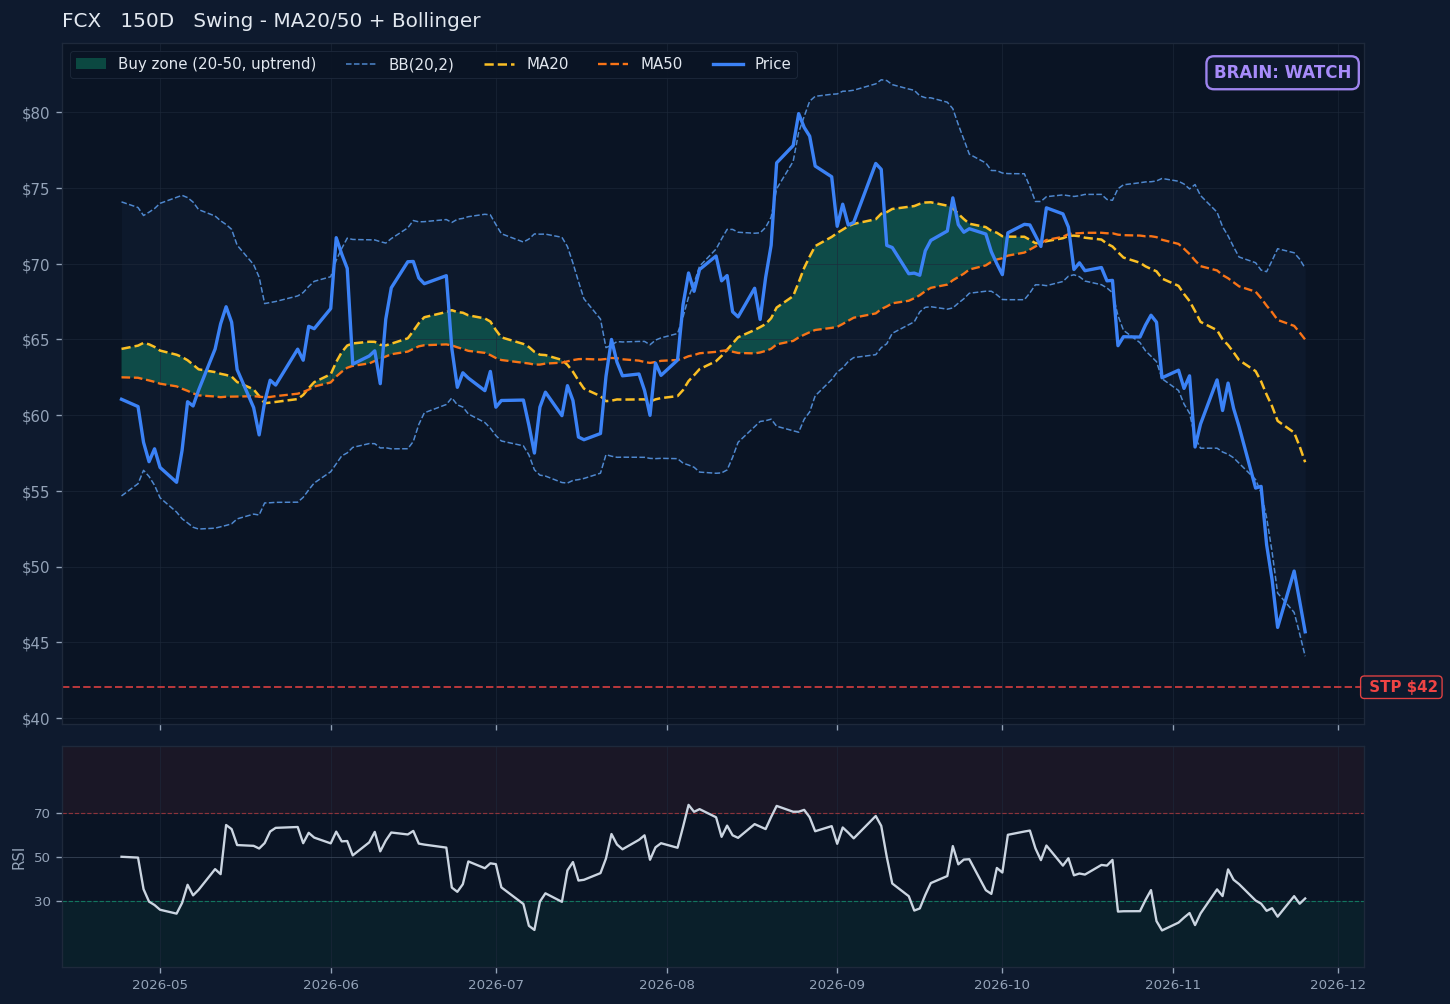 FCX   150D   Swing - MA20/50 + Bollinger
Buy zone (20-50, uptrend)   BB(20,2)   MA20   MA50   Price
BRAIN: WATCH
$80
$75
$70
$65
$60
$55
$50
$45
$40
STP $42
RSI
70
50
30
2026-05   2026-06   2026-07   2026-08   2026-09   2026-10   2026-11   2026-12